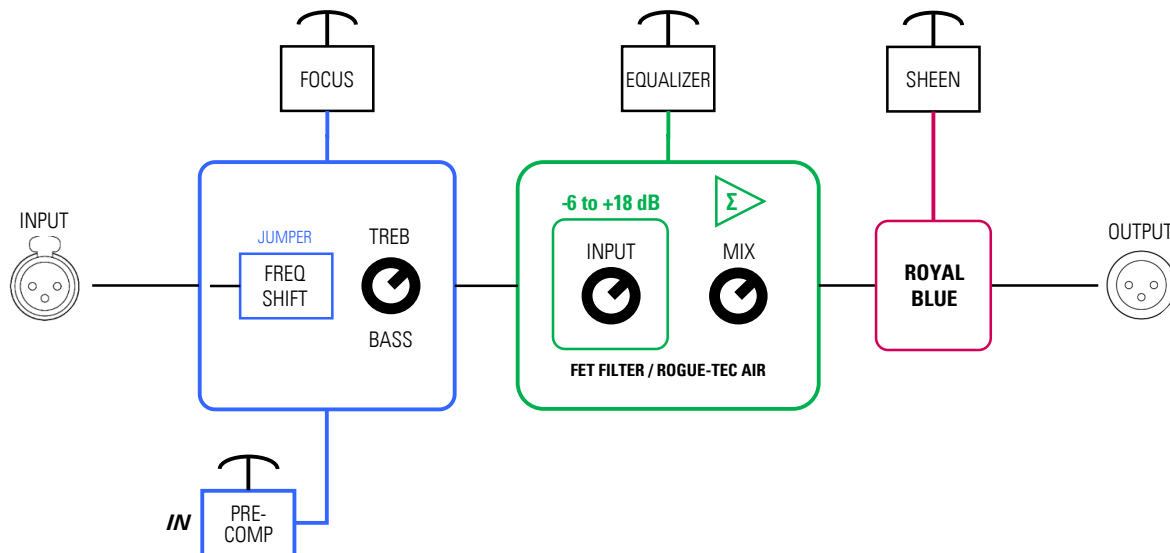 FOCUS
EQUALIZER
SHEEN
INPUT
JUMPER
FREQ
SHIFT
TREB
BASS
-6 to +18 dB
INPUT
Σ
MIX
FET FILTER / ROGUE-TEC AIR
ROYAL
BLUE
OUTPUT
IN
PRE-
COMP